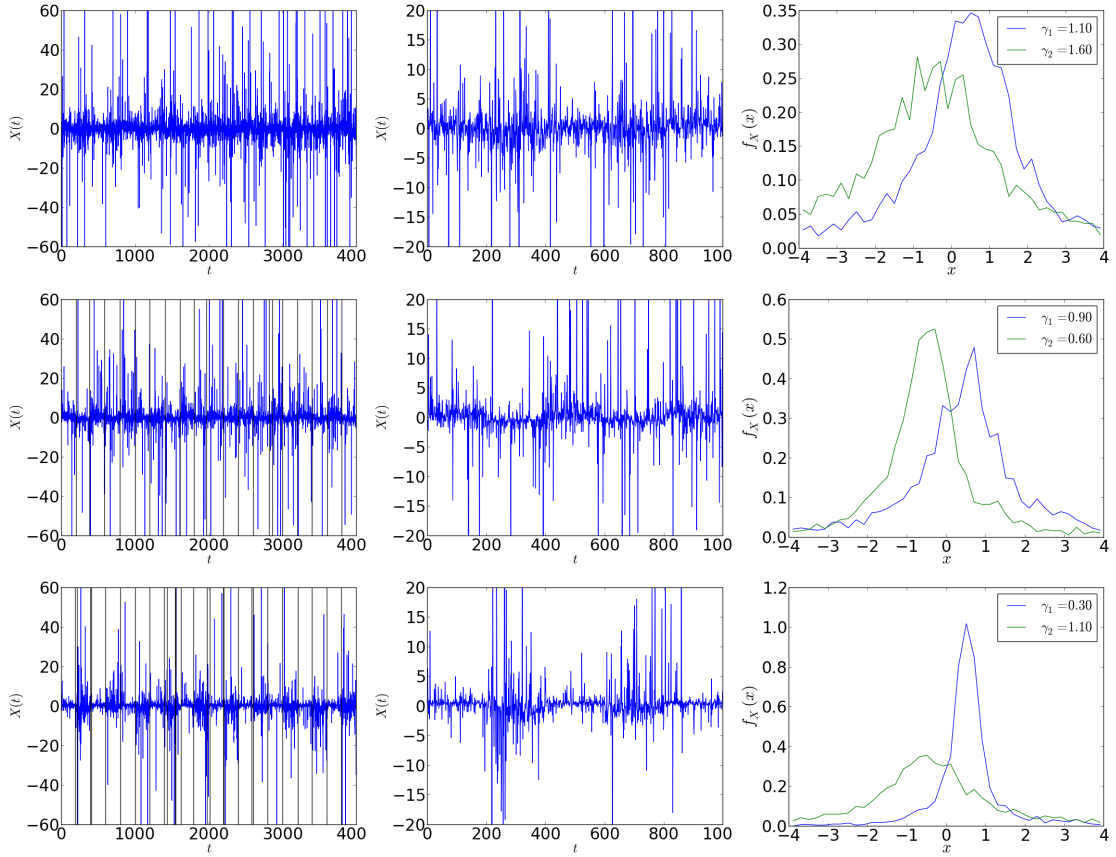 60
40
20
0
−20
−40
−60
X(t)
0 1000 2000 3000 400
t
20
15
10
5
0
−5
−10
−15
−20
X(t)
0 200 400 600 800 100
t
0.35
0.30
0.25
0.20
0.15
0.10
0.05
0.00
f_X(x)
γ₁ =1.10
γ₂ =1.60
−4 −3 −2 −1 0 1 2 3 4
x
60
40
20
0
−20
−40
−60
X(t)
0 1000 2000 3000 400
t
20
15
10
5
0
−5
−10
−15
−20
X(t)
0 200 400 600 800 100
t
0.6
0.5
0.4
0.3
0.2
0.1
0.0
f_X(x)
γ₁ =0.90
γ₂ =0.60
−4 −3 −2 −1 0 1 2 3 4
x
60
40
20
0
−20
−40
−60
X(t)
0 1000 2000 3000 400
t
20
15
10
5
0
−5
−10
−15
−20
X(t)
0 200 400 600 800 100
t
1.2
1.0
0.8
0.6
0.4
0.2
0.0
f_X(x)
γ₁ =0.30
γ₂ =1.10
−4 −3 −2 −1 0 1 2 3 4
x